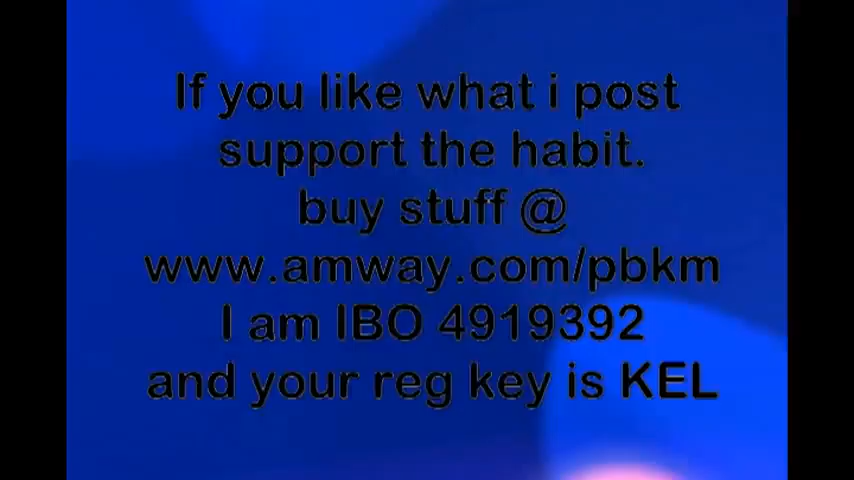 If you like what i post
support the habit.
buy stuff @
www.amway.com/pbkm
I am IBO 4919392
and your reg key is KEL